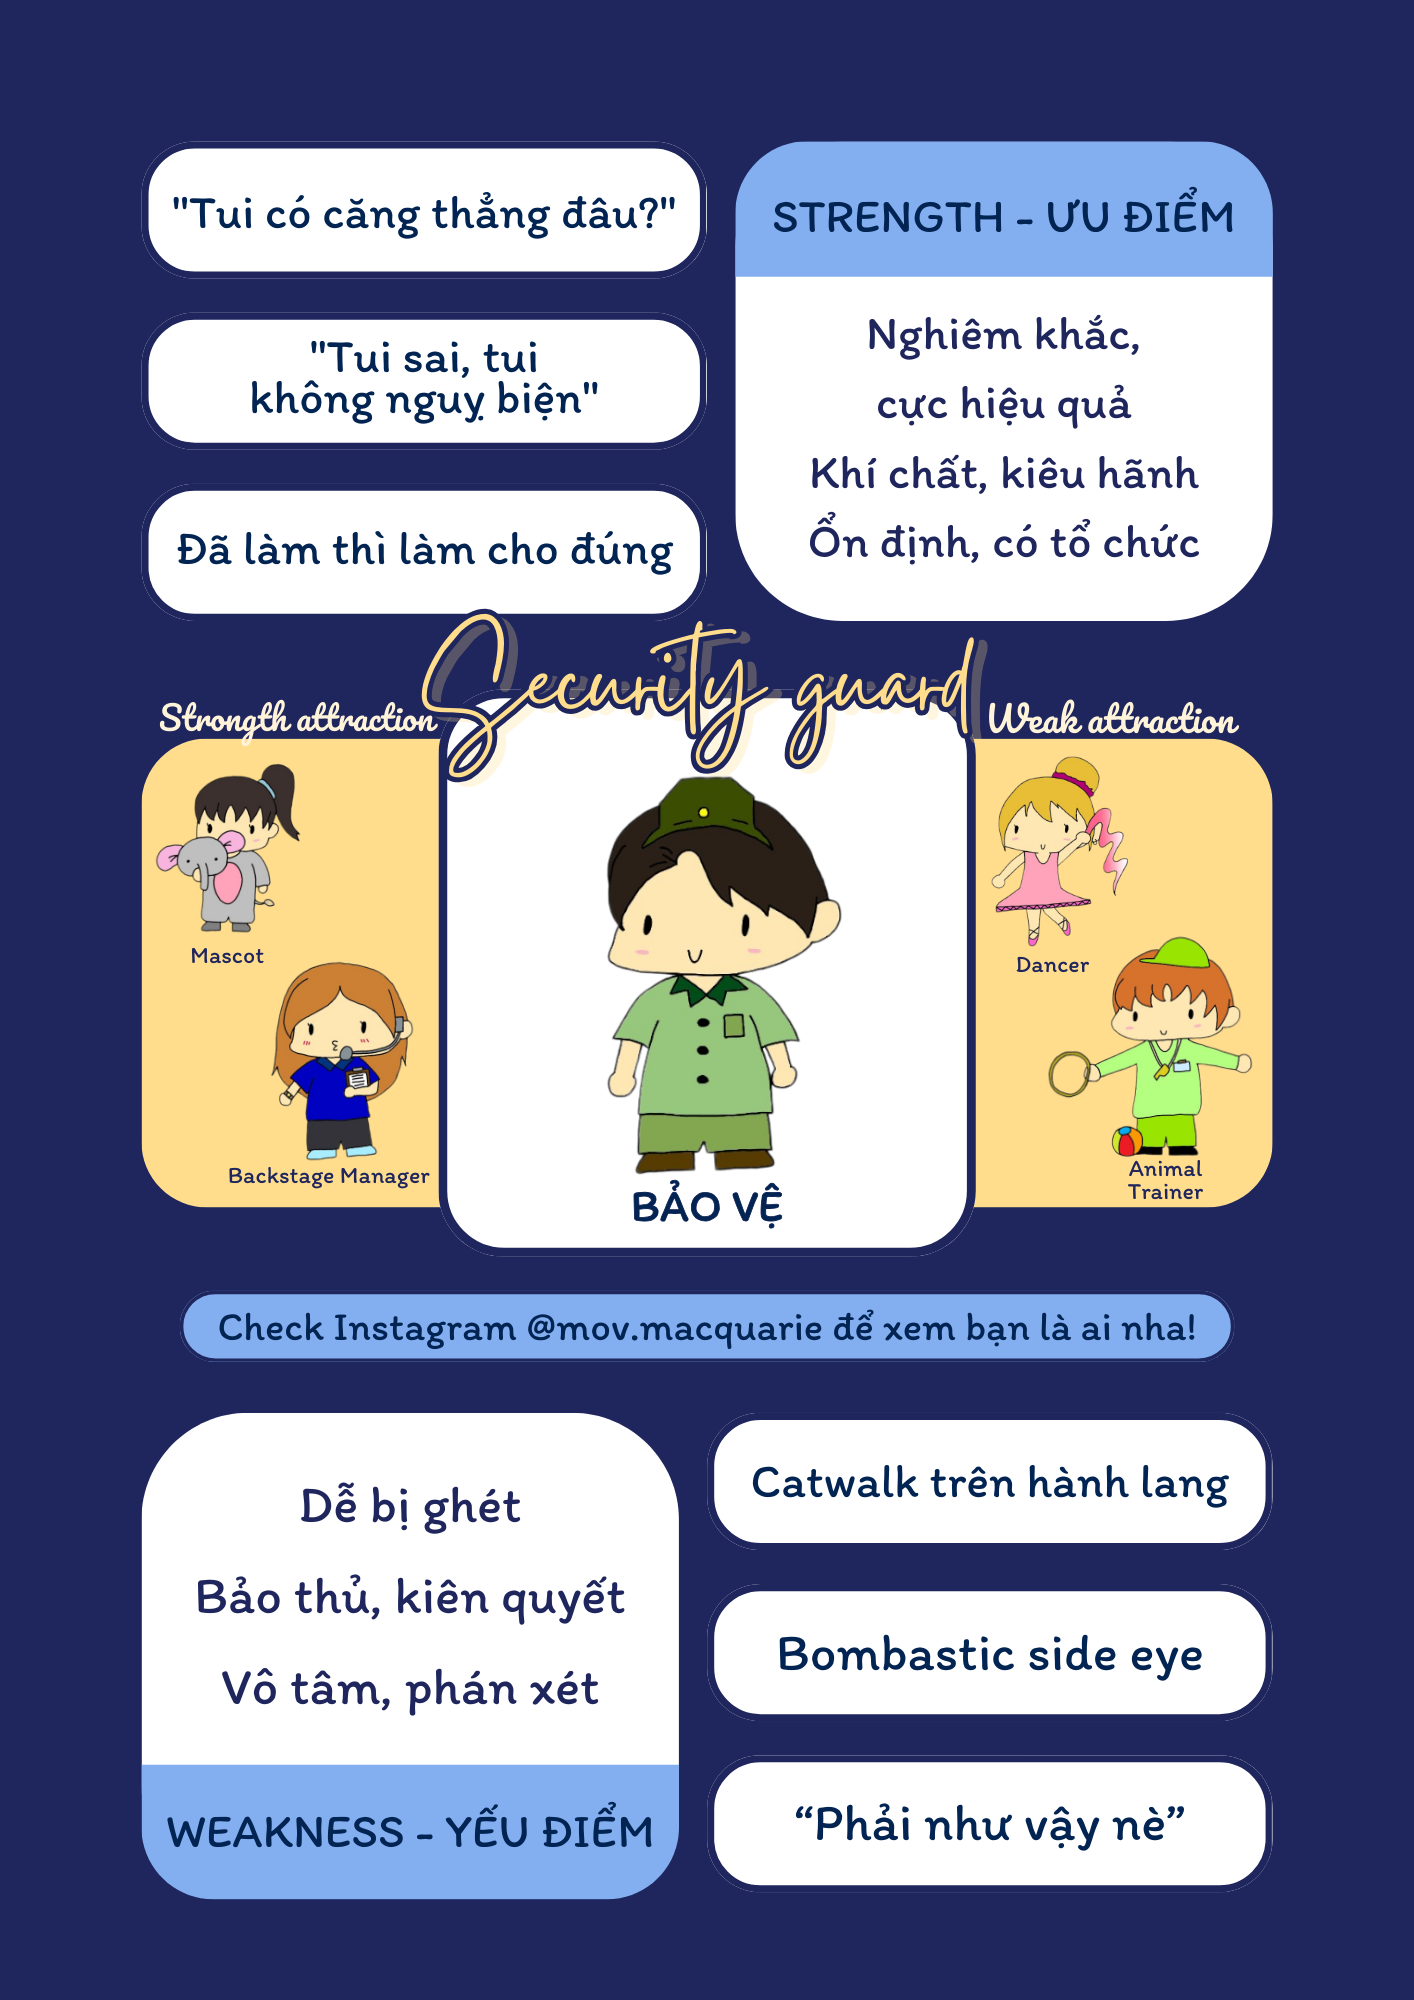 "Tui có căng thẳng đâu?"
"Tui sai, tui
không nguỵ biện"
Đã làm thì làm cho đúng
STRENGTH - ƯU ĐIỂM
Nghiêm khắc,
cực hiệu quả
Khí chất, kiêu hãnh
Ổn định, có tổ chức
Security guard
Strongth attraction
Weak attraction
Mascot
Backstage Manager
Dancer
Animal
Trainer
BẢO VỆ
Check Instagram @mov.macquarie để xem bạn là ai nha!
Dễ bị ghét
Bảo thủ, kiên quyết
Vô tâm, phán xét
WEAKNESS - YẾU ĐIỂM
Catwalk trên hành lang
Bombastic side eye
“Phải như vậy nè”